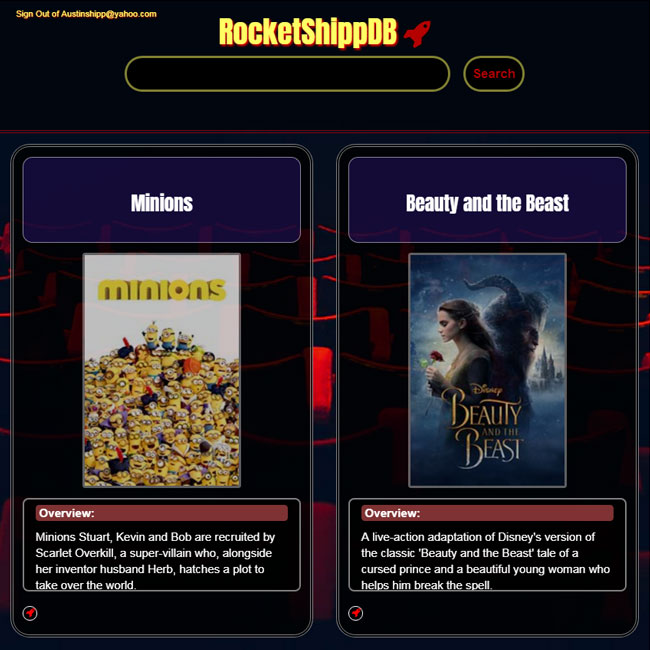 Sign Out of Austinshipp@yahoo.com
RocketShippDB
Search
Minions
Beauty and the Beast
minions
Disney
BEAUTY
AND THE
BEAST
Overview:
Minions Stuart, Kevin and Bob are recruited by
Scarlet Overkill, a super-villain who, alongside
her inventor husband Herb, hatches a plot to
take over the world.
Overview:
A live-action adaptation of Disney's version of
the classic 'Beauty and the Beast' tale of a
cursed prince and a beautiful young woman who
helps him break the spell.